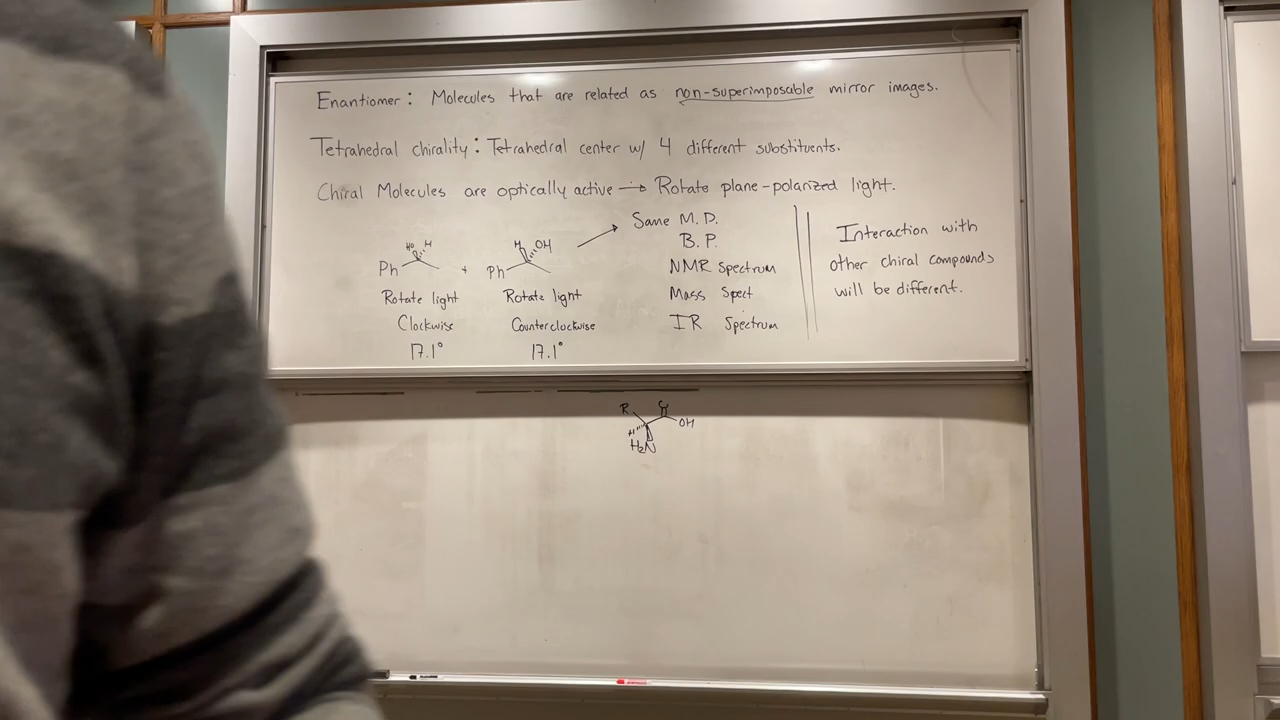 Enantiomer: Molecules that are related as non-superimposable mirror images.
Tetrahedral chirality: Tetrahedral center w/ 4 different substituents.
Chiral Molecules are optically active → Rotate plane-polarized light.
Same M.P.
B.P.
NMR Spectrum
Mass Spect
IR Spectrum
Interaction with
other chiral compounds
will be different.
HO H
Ph
+
H OH
Ph
Rotate light
Clockwise
17.1°
Rotate light
Counterclockwise
17.1°
R O
H OH
H₂N